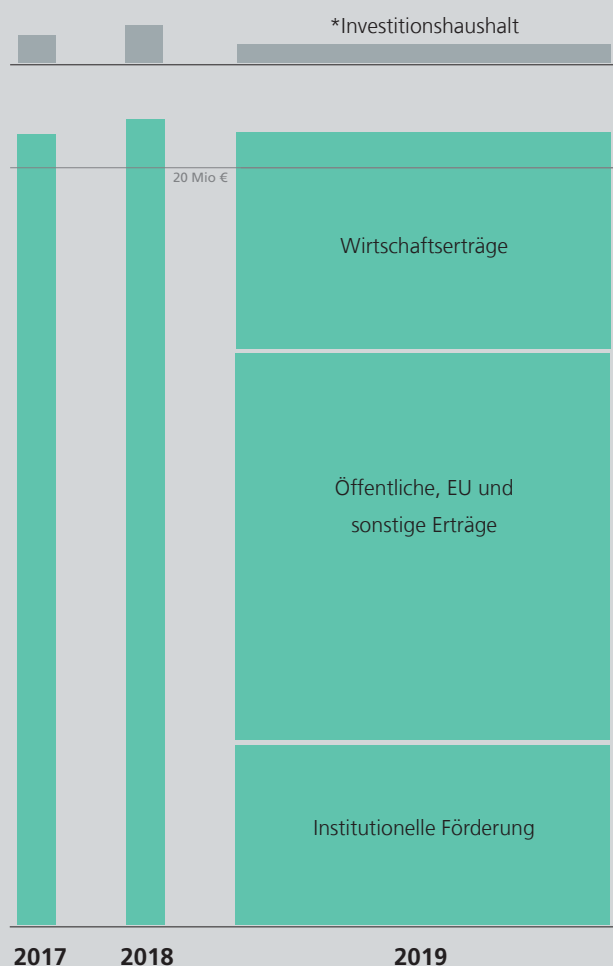 *Investitionshaushalt
20 Mio €
Wirtschaftserträge
Öffentliche, EU und
sonstige Erträge
Institutionelle Förderung
2017 2018 2019